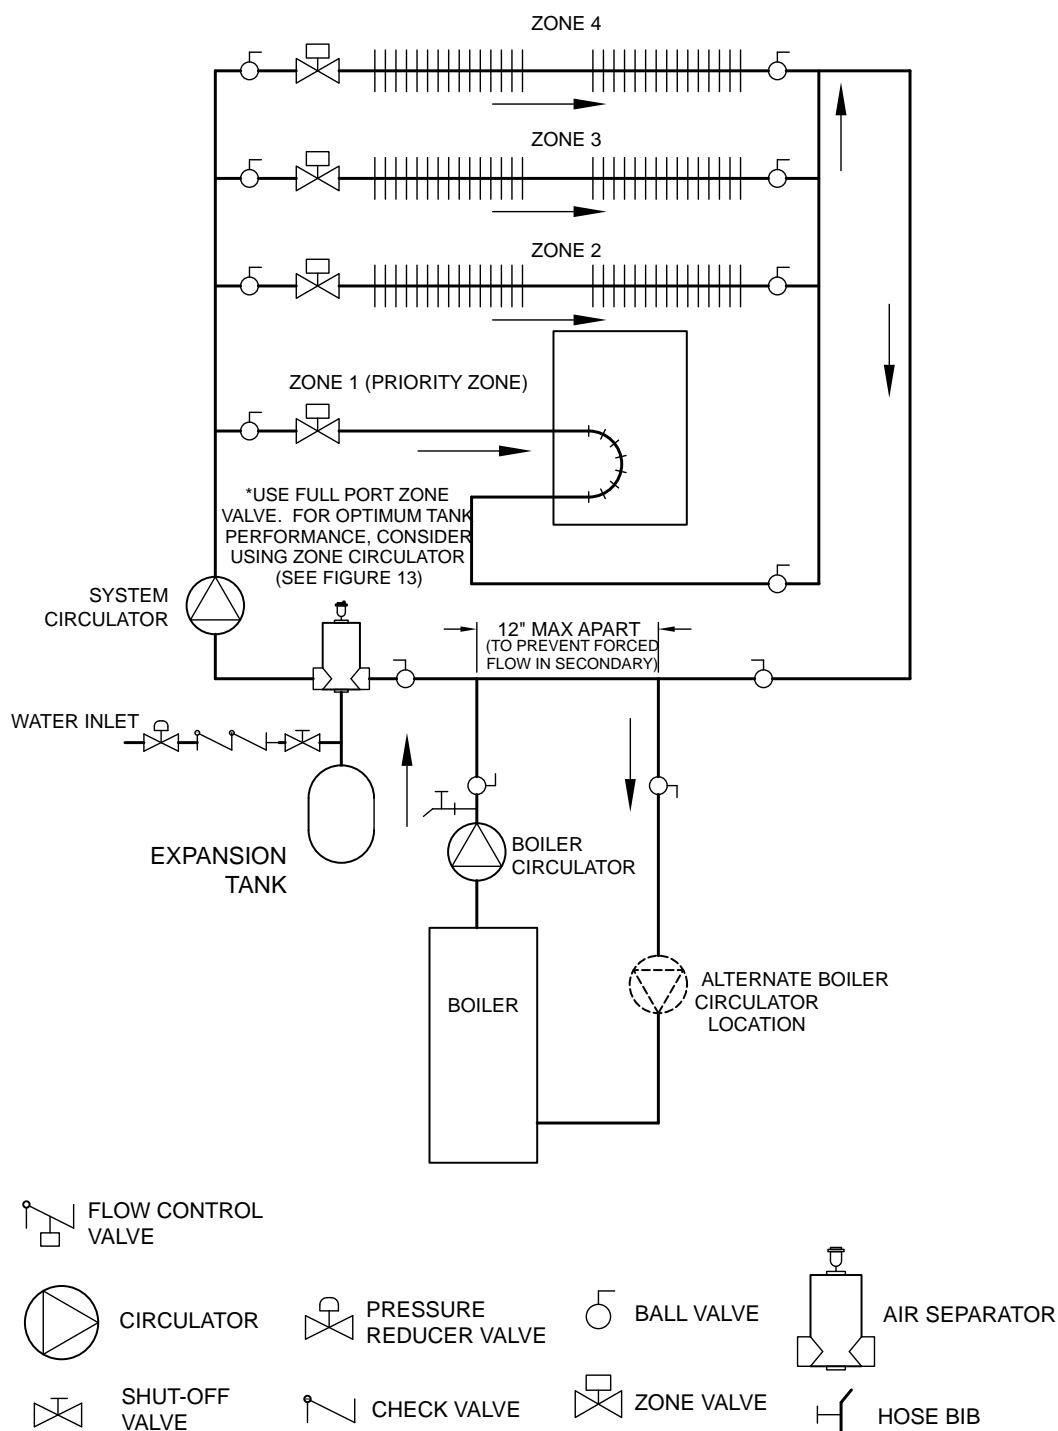 ZONE 4
ZONE 3
ZONE 2
ZONE 1 (PRIORITY ZONE)
*USE FULL PORT ZONE
VALVE.  FOR OPTIMUM TANK
PERFORMANCE, CONSIDER
USING ZONE CIRCULATOR
(SEE FIGURE 13)
SYSTEM
CIRCULATOR
12" MAX APART
(TO PREVENT FORCED
FLOW IN SECONDARY)
WATER INLET
EXPANSION
TANK
BOILER
CIRCULATOR
BOILER
ALTERNATE BOILER
CIRCULATOR
LOCATION
FLOW CONTROL
VALVE
CIRCULATOR
PRESSURE
REDUCER VALVE
BALL VALVE
AIR SEPARATOR
SHUT-OFF
VALVE
CHECK VALVE
ZONE VALVE
HOSE BIB